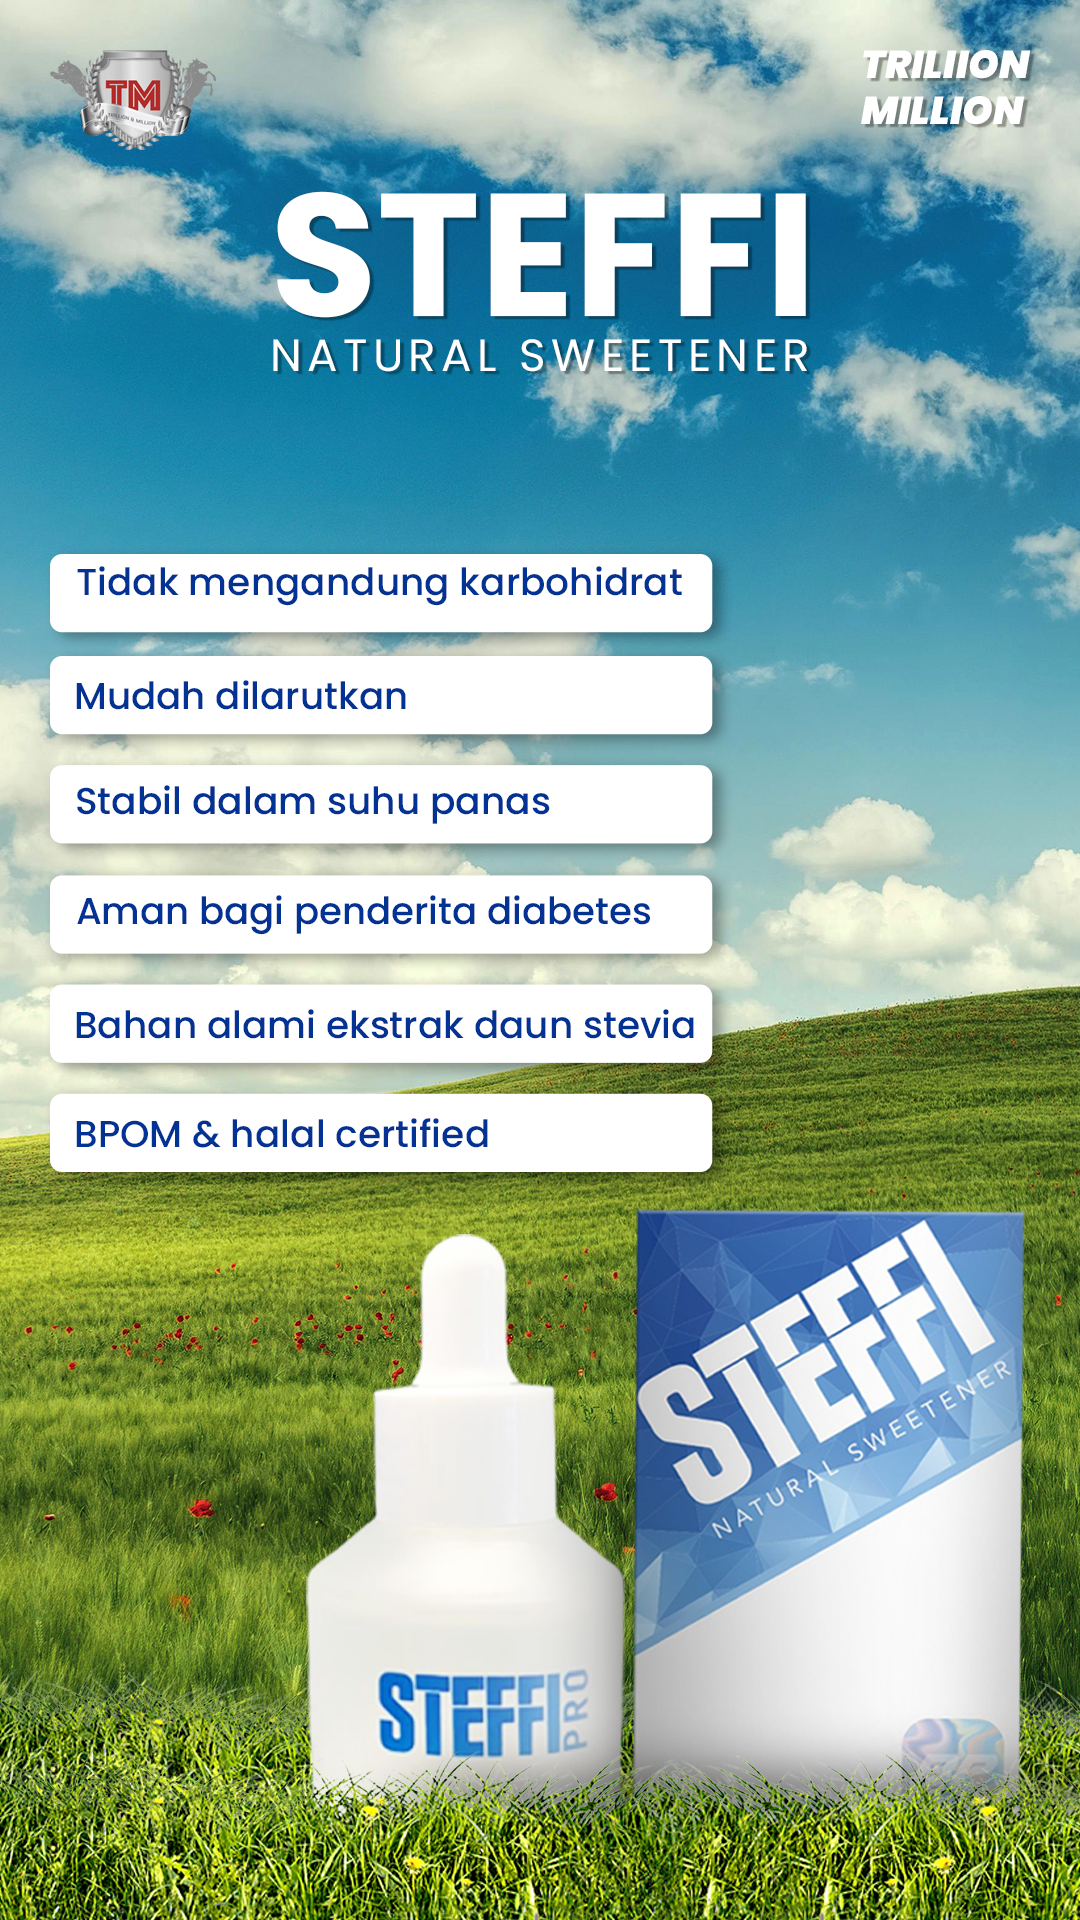 TM
TRILLION & MILLION
TRILIION
MILLION
STEFFI
NATURAL SWEETENER
Tidak mengandung karbohidrat
Mudah dilarutkan
Stabil dalam suhu panas
Aman bagi penderita diabetes
Bahan alami ekstrak daun stevia
BPOM & halal certified
STEFFI
NATURAL SWEETENER
STEFFI
PRO